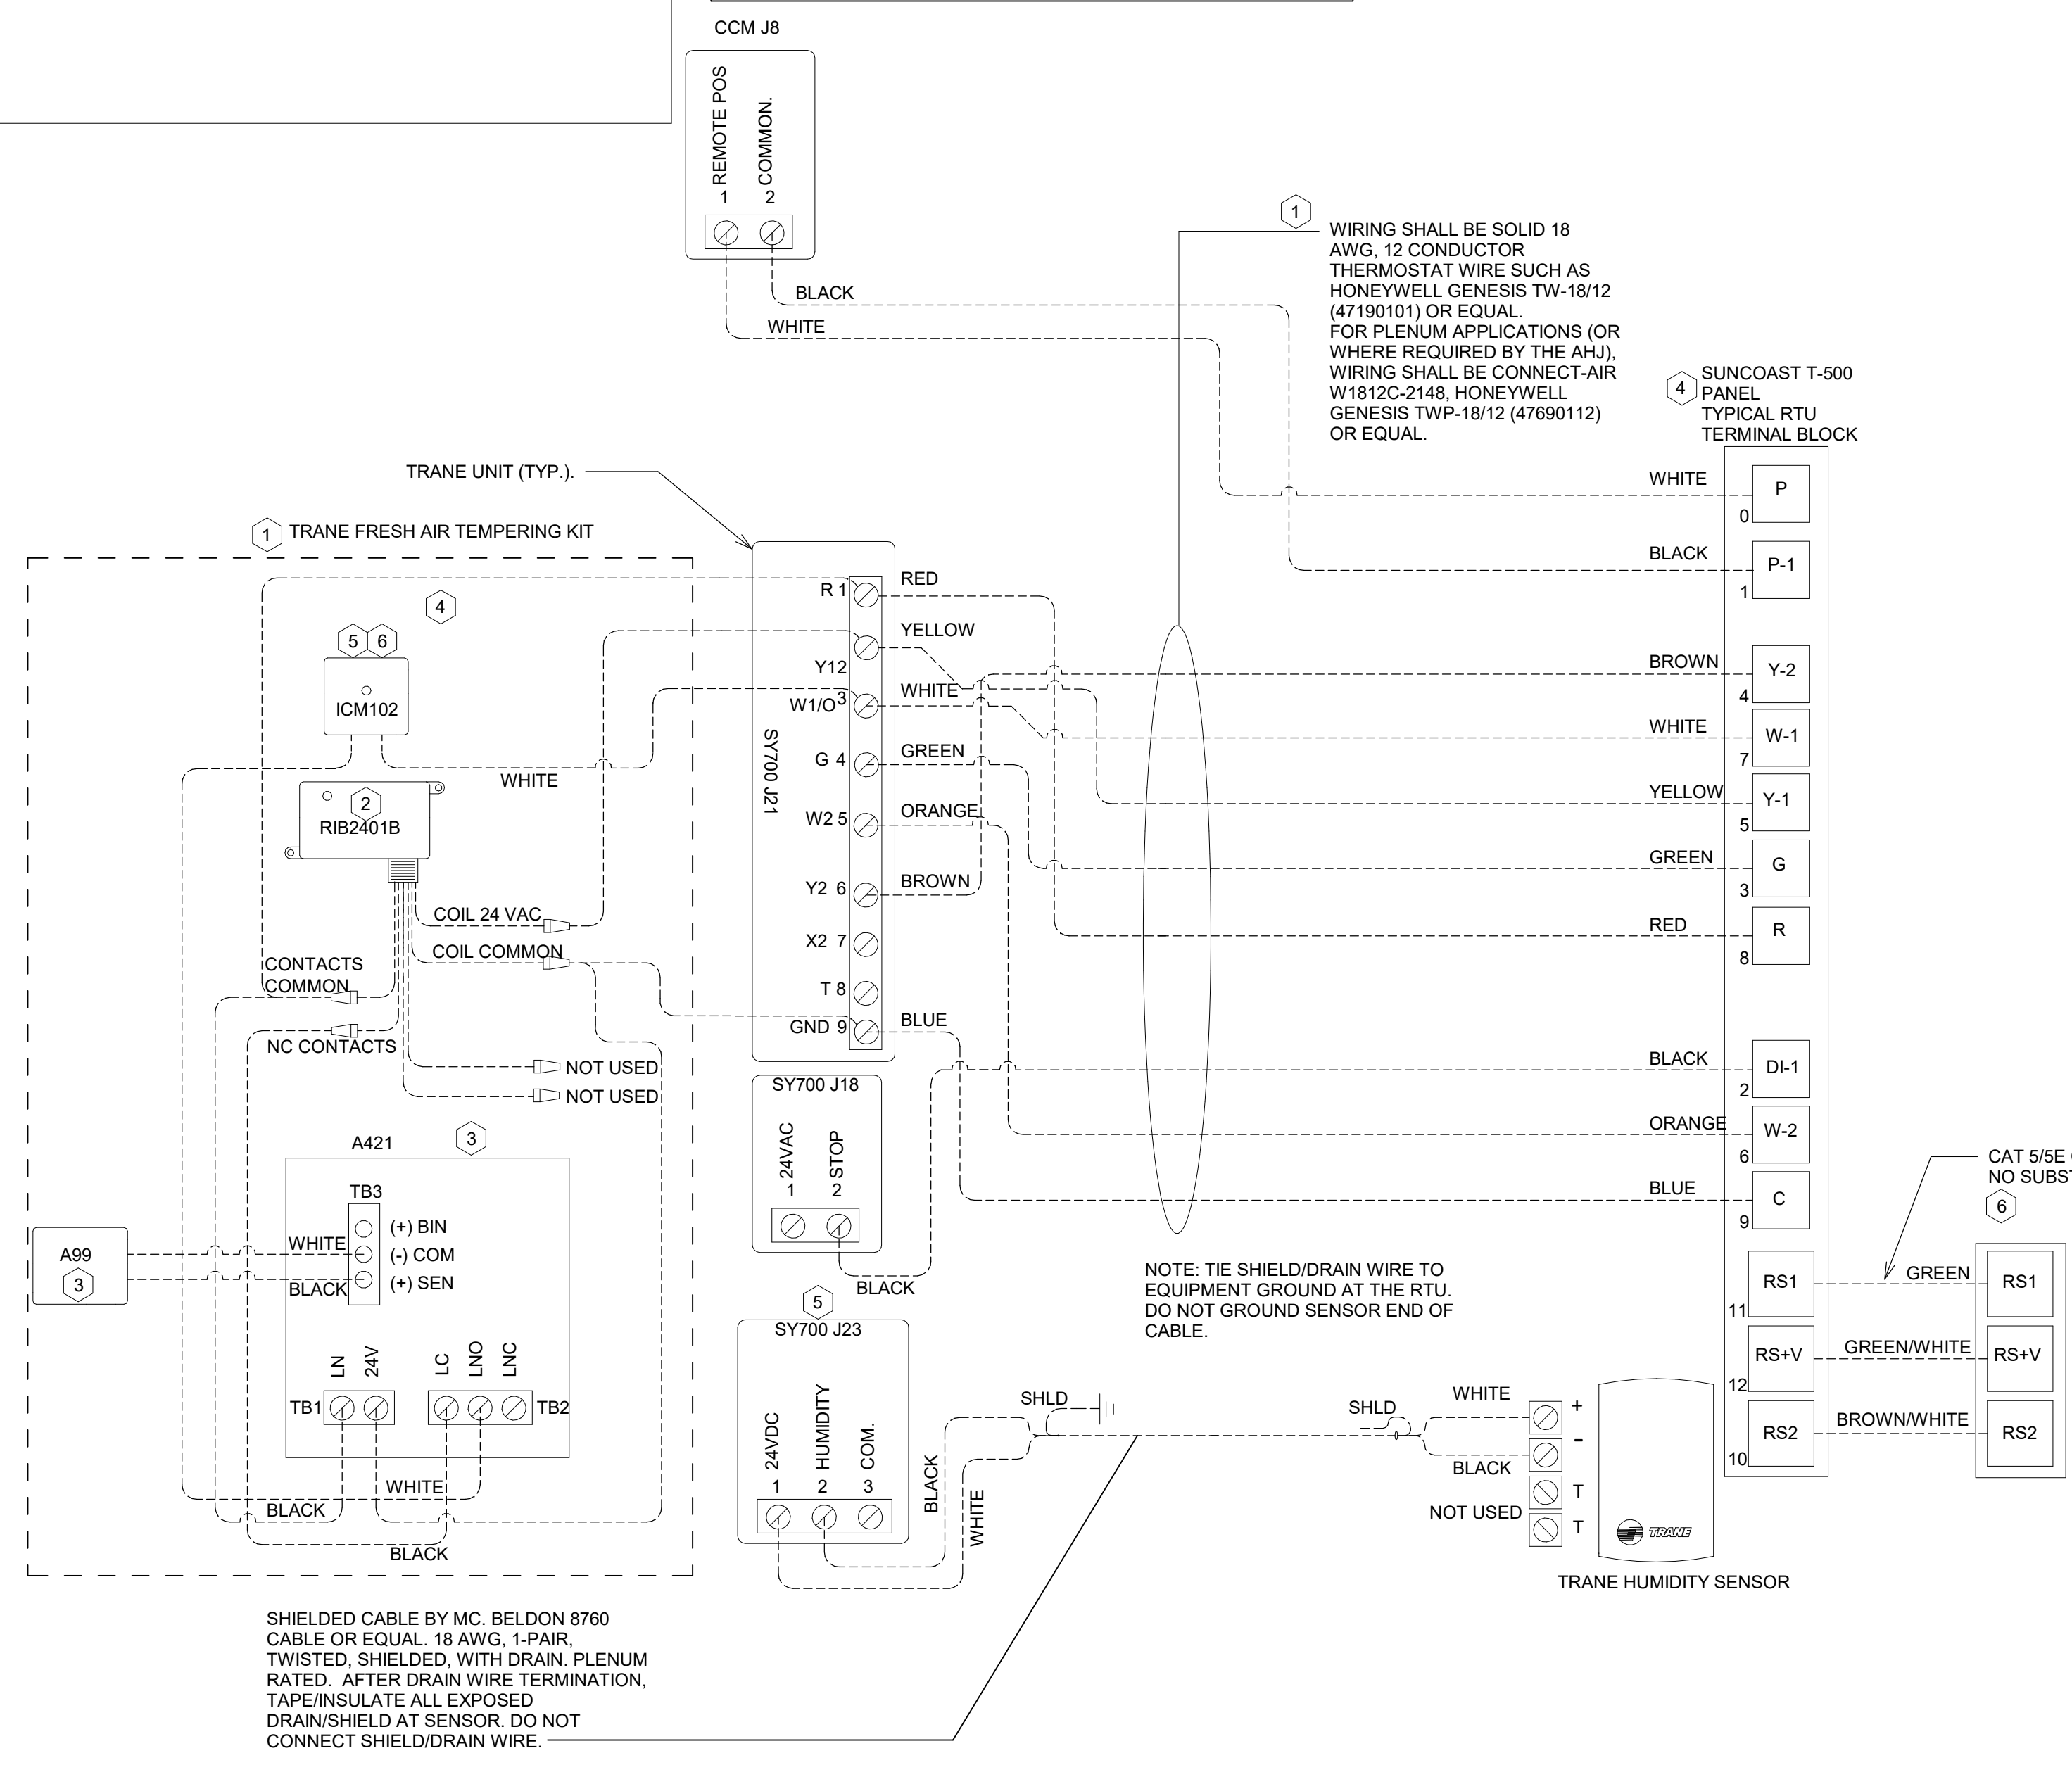 CCM J8
REMOTE POS
COMMON.
1
2
BLACK
WHITE
1
WIRING SHALL BE SOLID 18
AWG, 12 CONDUCTOR
THERMOSTAT WIRE SUCH AS
HONEYWELL GENESIS TW-18/12
(47190101) OR EQUAL.
FOR PLENUM APPLICATIONS (OR
WHERE REQUIRED BY THE AHJ),
WIRING SHALL BE CONNECT-AIR
W1812C-2148, HONEYWELL
GENESIS TWP-18/12 (47690112)
OR EQUAL.
4
SUNCOAST T-500
PANEL
TYPICAL RTU
TERMINAL BLOCK
TRANE UNIT (TYP.).
1
TRANE FRESH AIR TEMPERING KIT
4
5
6
ICM102
WHITE
2
RIB2401B
COIL 24 VAC
COIL COMMON
CONTACTS
COMMON
NC CONTACTS
NOT USED
NOT USED
A421
3
TB3
(+) BIN
(-) COM
(+) SEN
WHITE
BLACK
A99
3
LN
24V
LC
LNO
LNC
TB1
TB2
WHITE
BLACK
BLACK
SY700 J21
R 1
Y12
W1/O 3
G 4
W2 5
Y2 6
X2 7
T 8
GND 9
RED
YELLOW
WHITE
GREEN
ORANGE
BROWN
BLUE
SY700 J18
24VAC
STOP
1
2
BLACK
5
SY700 J23
24VDC
HUMIDITY
COM.
1
2
3
BLACK
WHITE
SHLD
SHLD
WHITE
BLACK
NOT USED
+
-
T
T
TRANE
TRANE HUMIDITY SENSOR
NOTE: TIE SHIELD/DRAIN WIRE TO
EQUIPMENT GROUND AT THE RTU.
DO NOT GROUND SENSOR END OF
CABLE.
WHITE
P
0
BLACK
P-1
1
BROWN
Y-2
4
WHITE
W-1
7
YELLOW
Y-1
5
GREEN
G
3
RED
R
8
BLACK
DI-1
2
ORANGE
W-2
6
BLUE
C
9
RS1
11
RS+V
12
RS2
10
GREEN
GREEN/WHITE
BROWN/WHITE
CAT 5/5E
NO SUBST
6
RS1
RS+V
RS2
SHIELDED CABLE BY MC. BELDON 8760
CABLE OR EQUAL. 18 AWG, 1-PAIR,
TWISTED, SHIELDED, WITH DRAIN. PLENUM
RATED. AFTER DRAIN WIRE TERMINATION,
TAPE/INSULATE ALL EXPOSED
DRAIN/SHIELD AT SENSOR. DO NOT
CONNECT SHIELD/DRAIN WIRE.